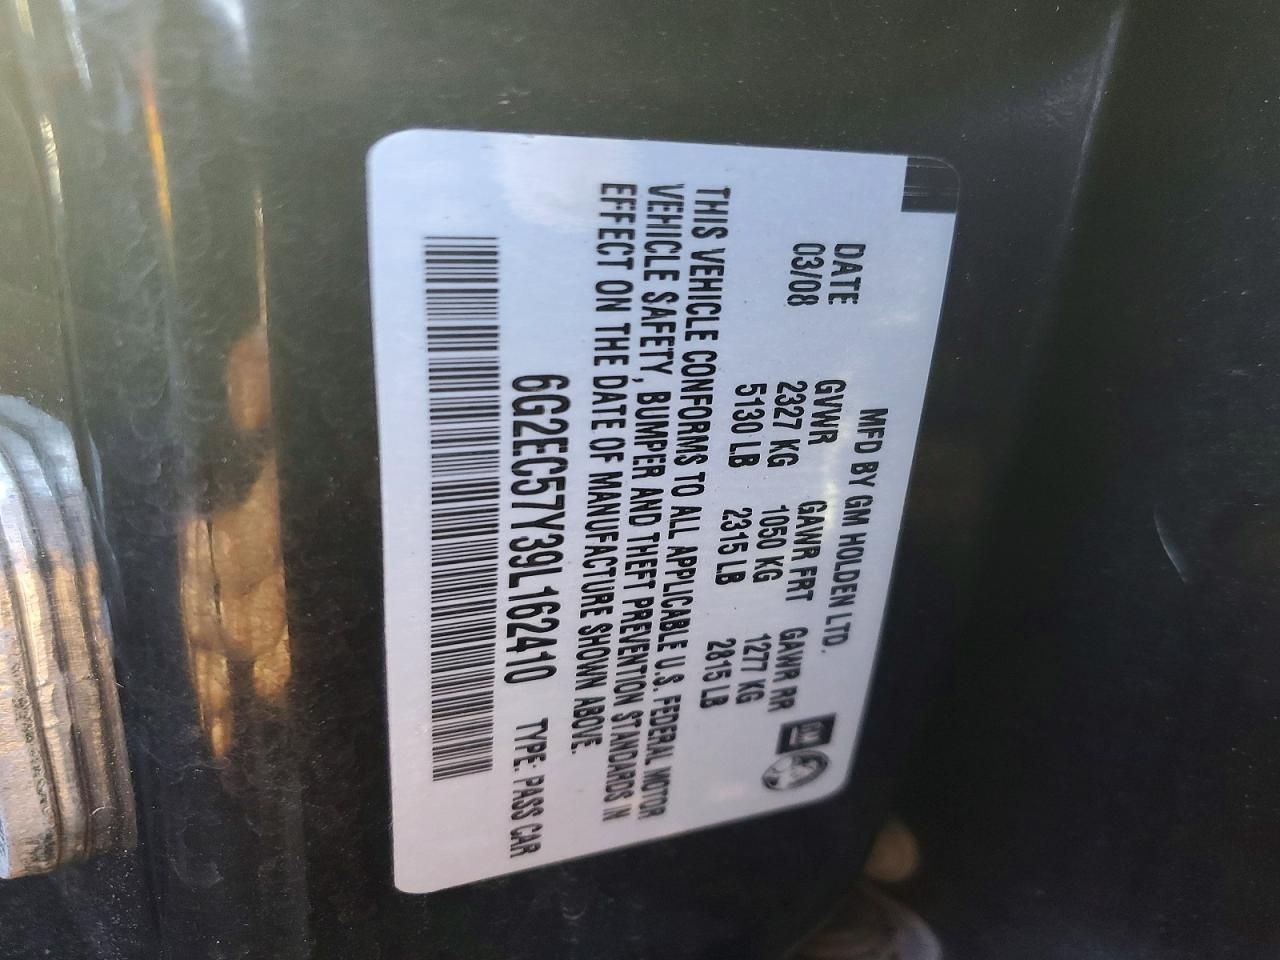 MFD BY GM HOLDEN LTD.
DATE GVWR GAWR FRT GAWR RR
03/08 2327 KG 1050 KG 1277 KG
5130 LB 2315 LB 2815 LB
THIS VEHICLE CONFORMS TO ALL APPLICABLE U.S. FEDERAL MOTOR
VEHICLE SAFETY, BUMPER AND THEFT PREVENTION STANDARDS IN
EFFECT ON THE DATE OF MANUFACTURE SHOWN ABOVE.
6G2EC57Y39L162410 TYPE: PASS CAR